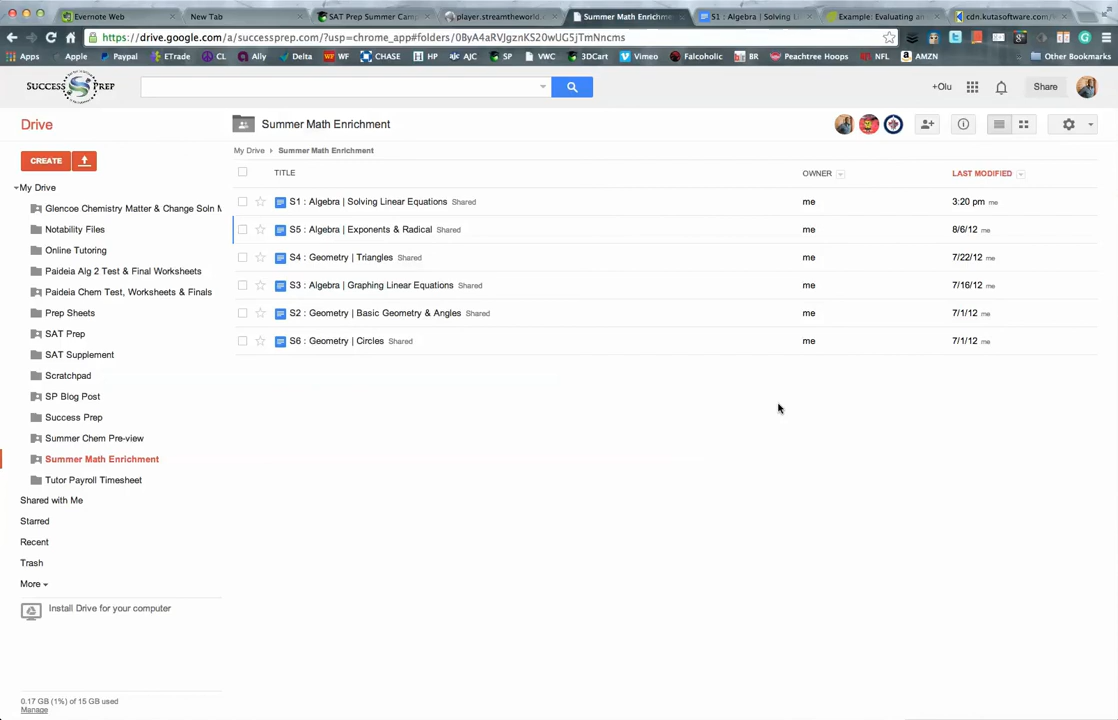 Evernote Web
New Tab
SAT Prep Summer Camp
player.streamtheworld.co
Summer Math Enrichme
S1 : Algebra | Solving L
Example: Evaluating an
cdn.kutasoftware.com/W
https://drive.google.com/a/successprep.com/?usp=chrome_app#folders/0ByA4aRVJgznKS20wUG5jTmNncms
Apps Apple Paypal ETrade CL Ally Delta WF CHASE HP AJC SP VWC 3DCart Vimeo Falcoholic BR Peachtree Hoops NFL AMZN Other Bookmarks
SUCCESS PREP
+Olu
Share
Drive
Summer Math Enrichment
CREATE
My Drive Summer Math Enrichment
TITLE OWNER LAST MODIFIED
My Drive
S1 : Algebra | Solving Linear Equations Shared me 3:20 pm me
Glencoe Chemistry Matter & Change Soln M
S5 : Algebra | Exponents & Radical Shared me 8/6/12 me
Notability Files
Online Tutoring
S4 : Geometry | Triangles Shared me 7/22/12 me
Paideia Alg 2 Test & Final Worksheets
S3 : Algebra | Graphing Linear Equations Shared me 7/16/12 me
Paideia Chem Test, Worksheets & Finals
S2 : Geometry | Basic Geometry & Angles Shared me 7/1/12 me
Prep Sheets
SAT Prep
S6 : Geometry | Circles Shared me 7/1/12 me
SAT Supplement
Scratchpad
SP Blog Post
Success Prep
Summer Chem Pre-view
Summer Math Enrichment
Tutor Payroll Timesheet
Shared with Me
Starred
Recent
Trash
More
Install Drive for your computer
0.17 GB (1%) of 15 GB used
Manage